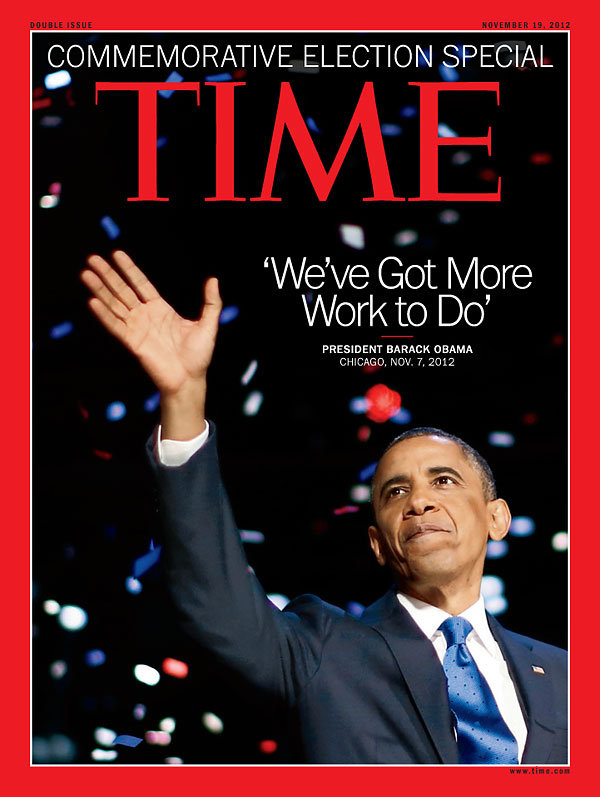 DOUBLE ISSUE
NOVEMBER 19, 2012
COMMEMORATIVE ELECTION SPECIAL
TIME
‘We’ve Got More
Work to Do’
PRESIDENT BARACK OBAMA
CHICAGO, NOV. 7, 2012
www.time.com